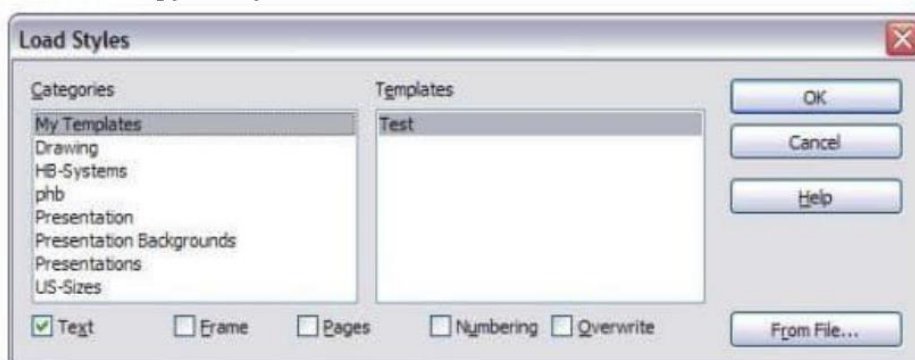 Load Styles
Categories
Templates
My Templates
Drawing
HB-Systems
phb
Presentation
Presentation Backgrounds
Presentations
US-Sizes
Test
OK
Cancel
Help
Text
Frame
Pages
Numbering
Overwrite
From File...